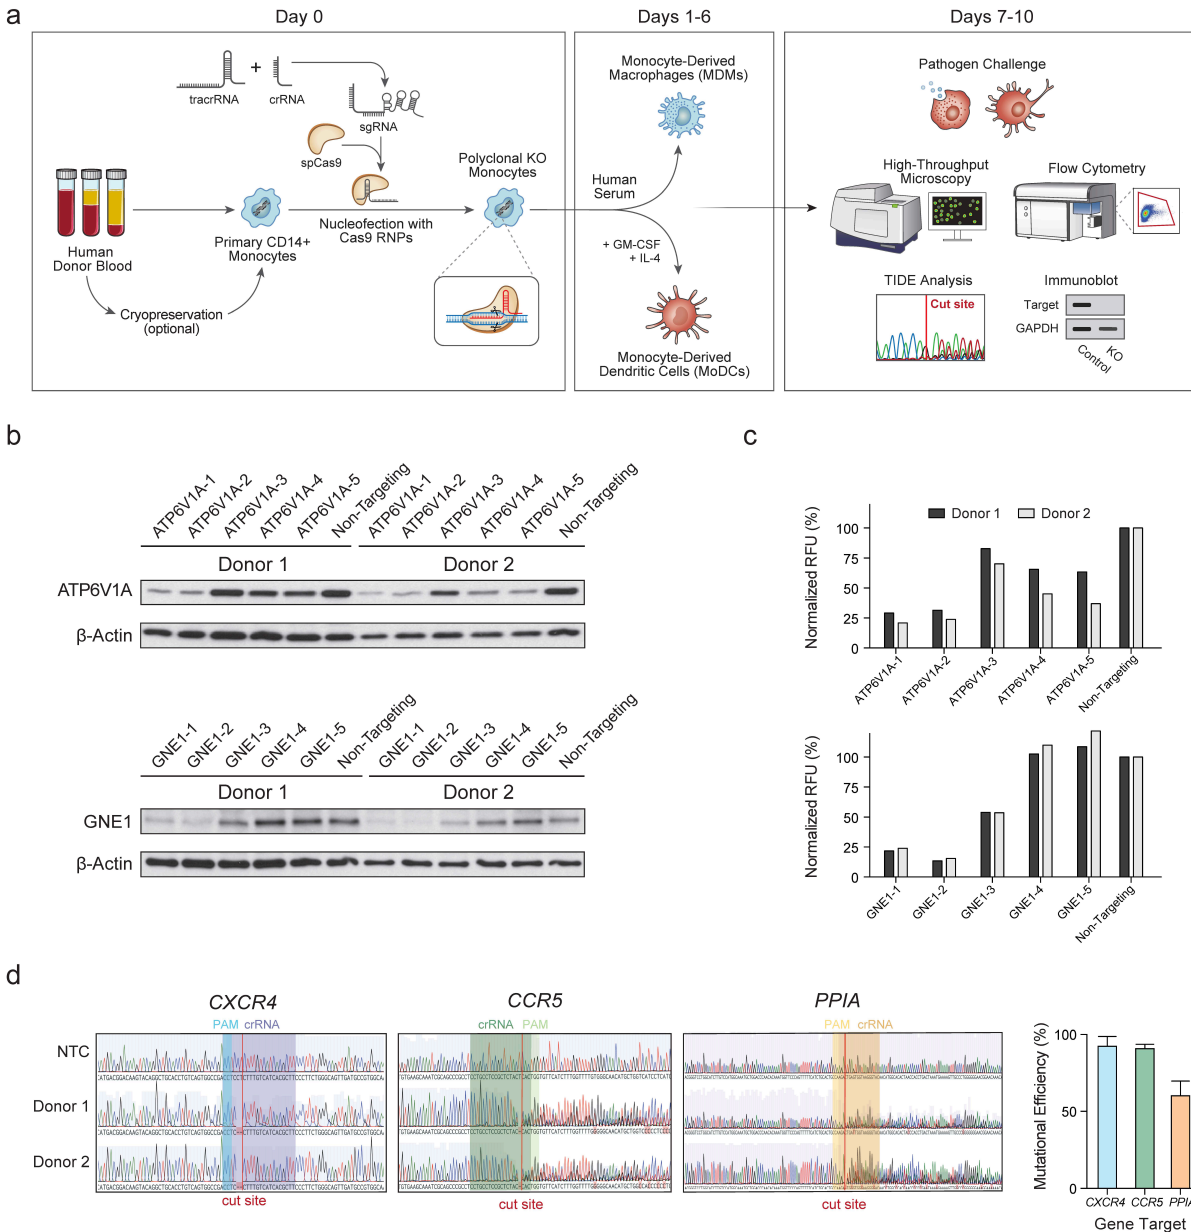 a
Day 0
Days 1-6
Days 7-10
tracrRNA
+
crRNA
sgRNA
spCas9
Human
Donor Blood
Primary CD14+
Monocytes
Cryopreservation
(optional)
Nucleofection with
Cas9 RNPs
Polyclonal KO
Monocytes
Monocyte-Derived
Macrophages (MDMs)
Human
Serum
+ GM-CSF
+ IL-4
Monocyte-Derived
Dendritic Cells (MoDCs)
Pathogen Challenge
High-Throughput
Microscopy
Flow Cytometry
TIDE Analysis
Cut site
Immunoblot
Target
GAPDH
Control
KO
b
ATP6V1A-1
ATP6V1A-2
ATP6V1A-3
ATP6V1A-4
ATP6V1A-5
Non-Targeting
ATP6V1A-1
ATP6V1A-2
ATP6V1A-3
ATP6V1A-4
ATP6V1A-5
Non-Targeting
Donor 1
Donor 2
ATP6V1A
β-Actin
GNE1-1
GNE1-2
GNE1-3
GNE1-4
GNE1-5
Non-Targeting
GNE1-1
GNE1-2
GNE1-3
GNE1-4
GNE1-5
Non-Targeting
Donor 1
Donor 2
GNE1
β-Actin
c
Donor 1
Donor 2
Normalized RFU (%)
100
75
50
25
0
ATP6V1A-1
ATP6V1A-2
ATP6V1A-3
ATP6V1A-4
ATP6V1A-5
Non-Targeting
Normalized RFU (%)
100
75
50
25
0
GNE1-1
GNE1-2
GNE1-3
GNE1-4
GNE1-5
Non-Targeting
d
CXCR4
CCR5
PPIA
PAM crRNA
crRNA PAM
PAM crRNA
NTC
Donor 1
Donor 2
cut site
cut site
cut site
Mutational Efficiency (%)
100
50
0
CXCR4
CCR5
PPIA
Gene Target